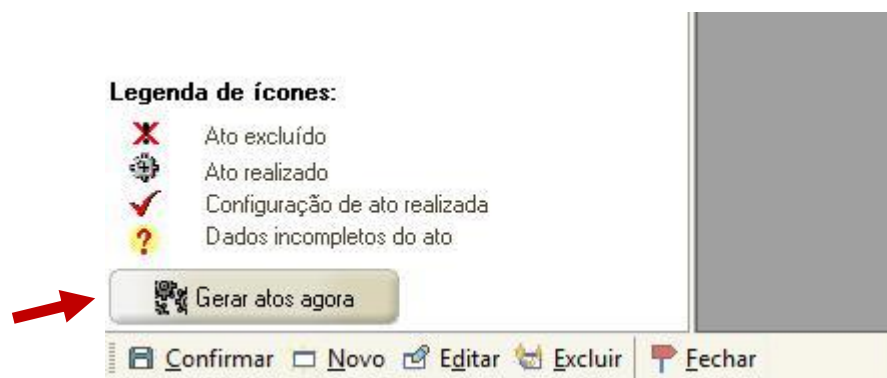 Legenda de ícones:
Ato excluído
Ato realizado
Configuração de ato realizada
Dados incompletos do ato
Gerar atos agora
Confirmar Novo Editar Excluir Fechar